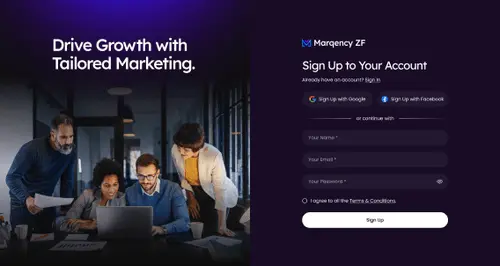 Drive Growth with
Tailored Marketing.
Marqency ZF
Sign Up to Your Account
Already have an account? Sign in
Sign Up with Google
Sign Up with Facebook
or continue with
Your Name *
Your Email *
Your Password *
I agree to all the Terms & Conditions.
Sign Up